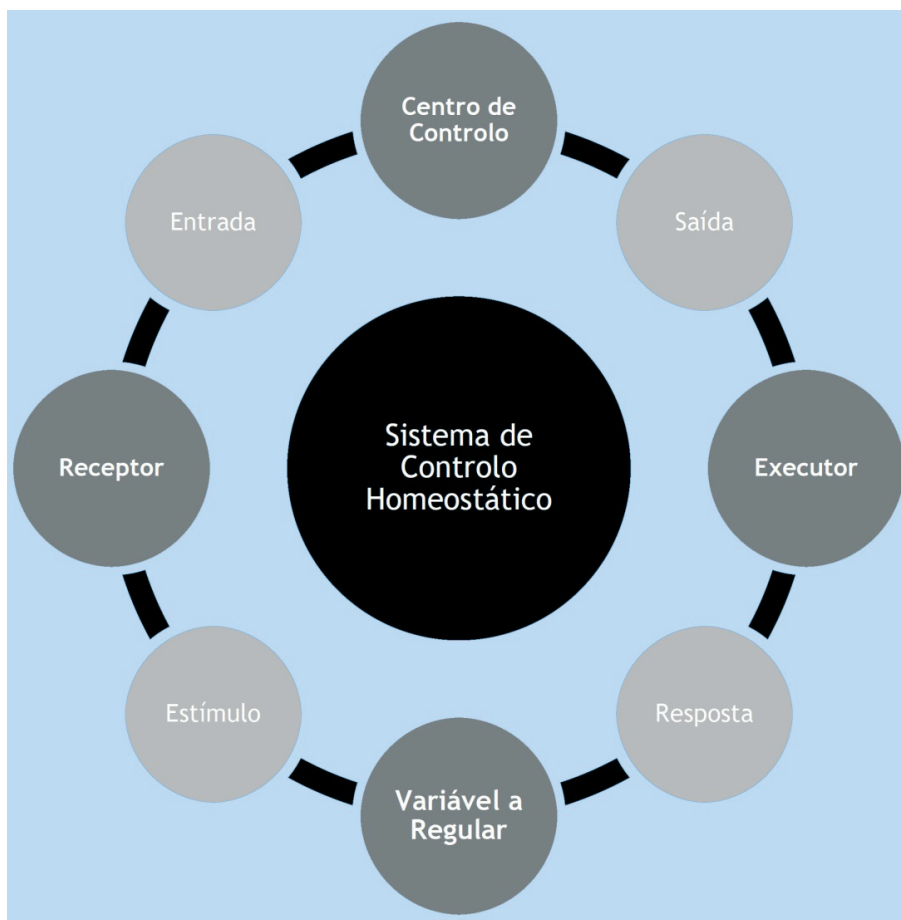 Centro de
Controlo
Entrada
Saída
Sistema de
Controlo
Homeostático
Receptor
Executor
Estímulo
Resposta
Variável a
Regular